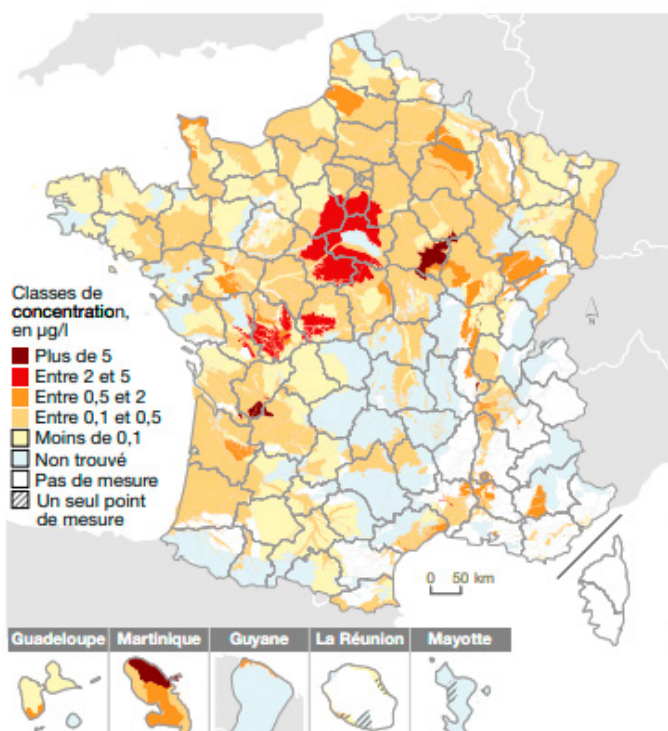 Classes de
concentration,
en µg/l
Plus de 5
Entre 2 et 5
Entre 0,5 et 2
Entre 0,1 et 0,5
Moins de 0,1
Non trouvé
Pas de mesure
Un seul point
de mesure
N
0 50 km
Guadeloupe Martinique Guyane La Réunion Mayotte